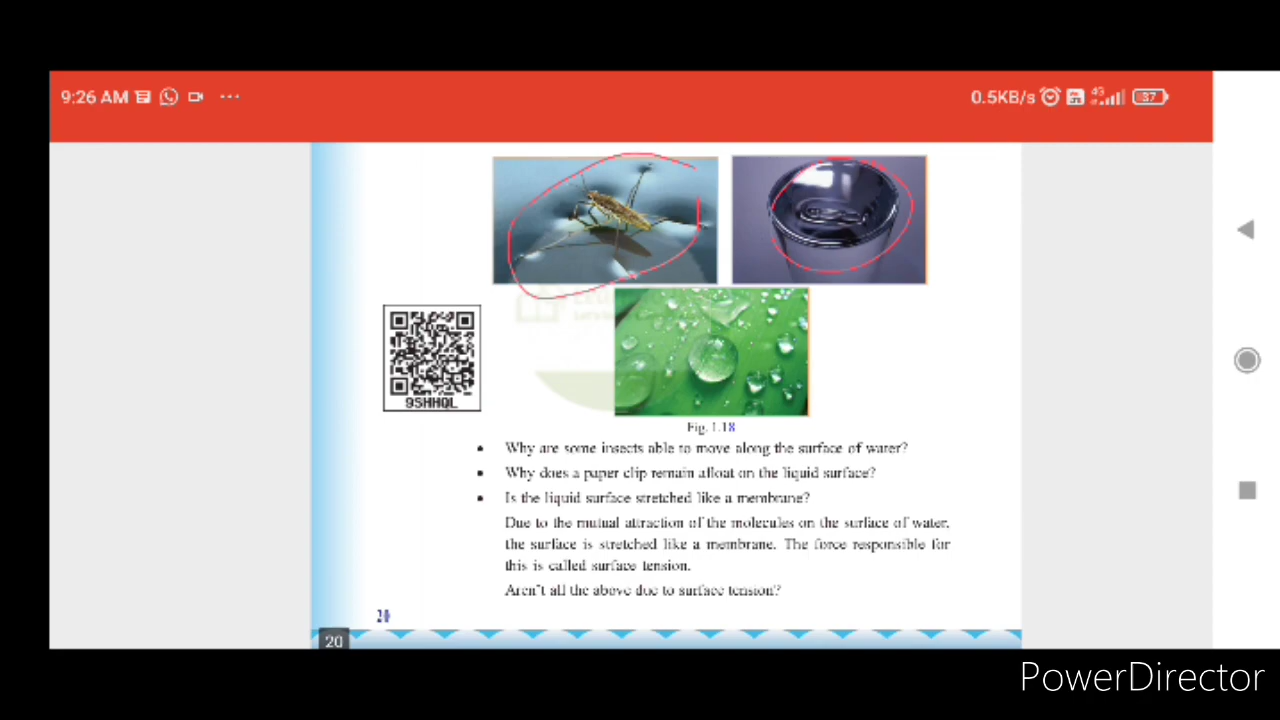 9:26 AM
0.5KB/s 4G 37
9SHHQL
Fig. 1.18
• Why are some insects able to move along the surface of water?
• Why does a paper clip remain afloat on the liquid surface?
• Is the liquid surface stretched like a membrane?
Due to the mutual attraction of the molecules on the surface of water,
the surface is stretched like a membrane. The force responsible for
this is called surface tension.
Aren't all the above due to surface tension?
20
20
PowerDirector